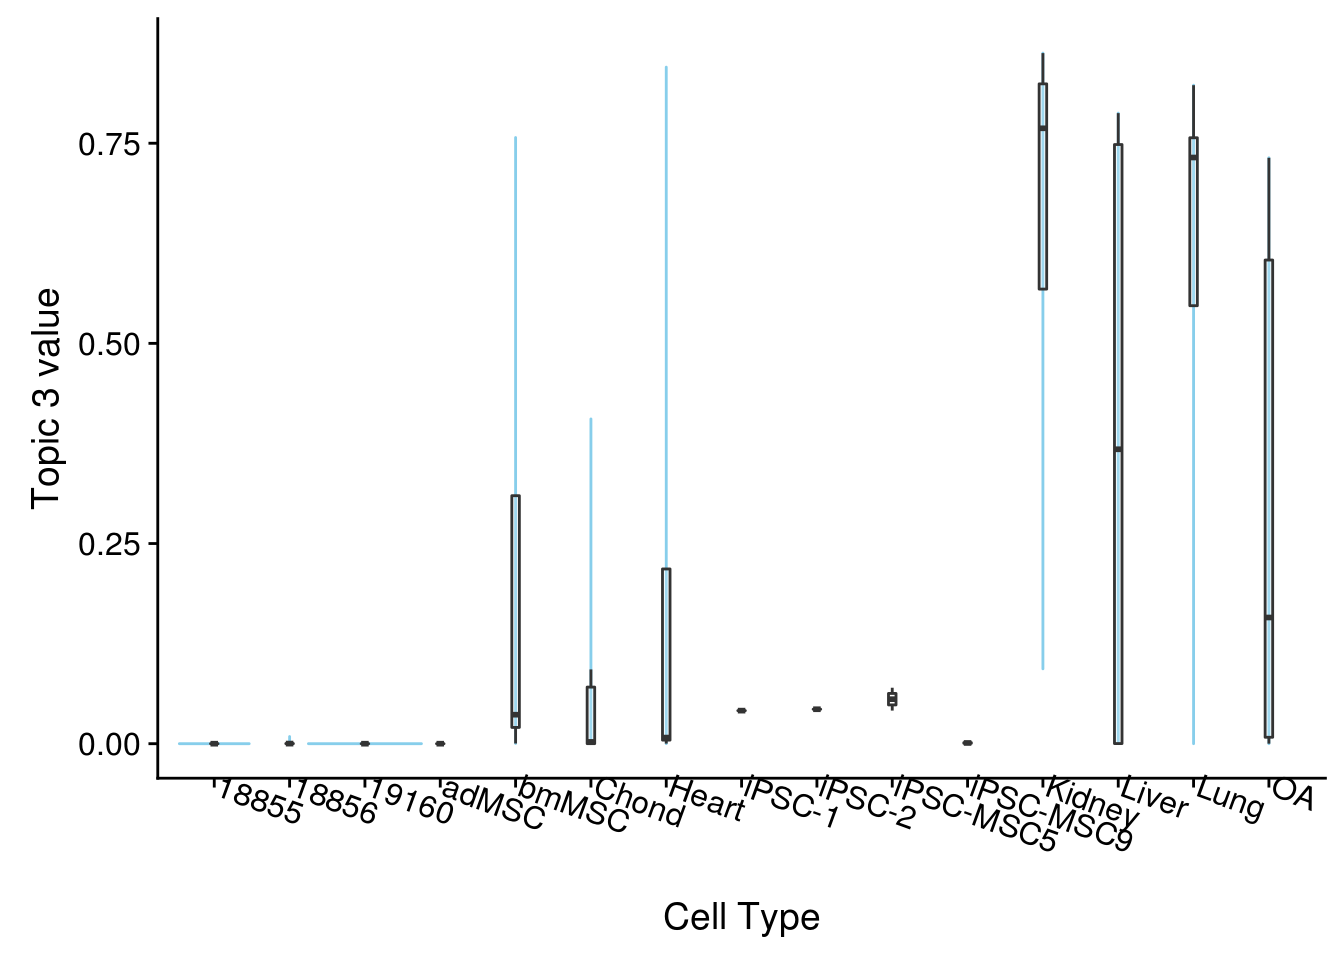 Topic 3 value
0.75
0.50
0.25
0.00
18855
18856
19160
adMSC
bmMSC
Chond
Heart
iPSC-1
iPSC-2
iPSC-MSC5
iPSC-MSC9
Kidney
Liver
Lung
OA
Cell Type